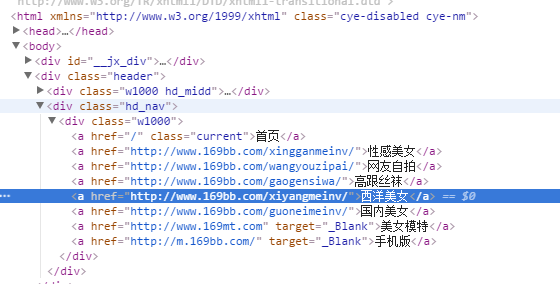 http://www.w3.org/TR/xhtml1/DTD/xhtml1-transitional.dtd">
<html xmlns="http://www.w3.org/1999/xhtml" class="cye-disabled cye-nm">
<head>…</head>
<body>
<div id="__jx_div">…</div>
<div class="header">
<div class="w1000 hd_midd">…</div>
<div class="hd_nav">
<div class="w1000">
<a href="/" class="current">首页</a>
<a href="http://www.169bb.com/xingganmeinv/">性感美女</a>
<a href="http://www.169bb.com/wangyouzipai/">网友自拍</a>
<a href="http://www.169bb.com/gaogensiwa/">高跟丝袜</a>
<a href="http://www.169bb.com/xiyangmeinv/">西洋美女</a> == $0
<a href="http://www.169bb.com/guoneimeinv/">国内美女</a>
<a href="http://www.169mt.com" target="_Blank">美女模特</a>
<a href="http://m.169bb.com/" target="_Blank">手机版</a>
</div>
</div>